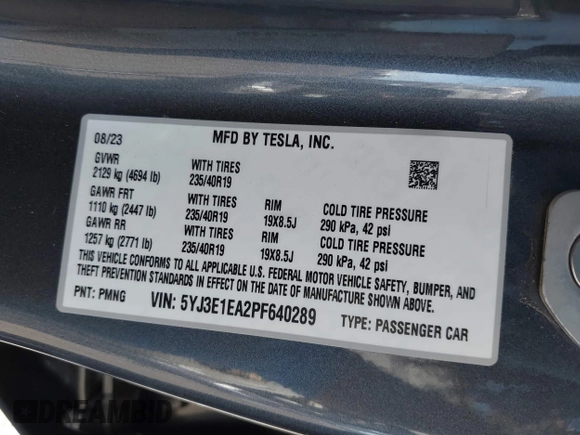 08/23 MFD BY TESLA, INC.
GVWR WITH TIRES
2129 kg (4694 lb) 235/40R19
GAWR FRT WITH TIRES RIM COLD TIRE PRESSURE
1110 kg (2447 lb) 235/40R19 19X8.5J 290 kPa, 42 psi
GAWR RR WITH TIRES RIM COLD TIRE PRESSURE
1257 kg (2771 lb) 235/40R19 19X8.5J 290 kPa, 42 psi
THIS VEHICLE CONFORMS TO ALL APPLICABLE U.S. FEDERAL MOTOR VEHICLE SAFETY, BUMPER, AND
THEFT PREVENTION STANDARDS IN EFFECT ON THE DATE OF MANUFACTURE SHOWN ABOVE.
PNT: PMNG VIN: 5YJ3E1EA2PF640289 TYPE: PASSENGER CAR
DREAMBID